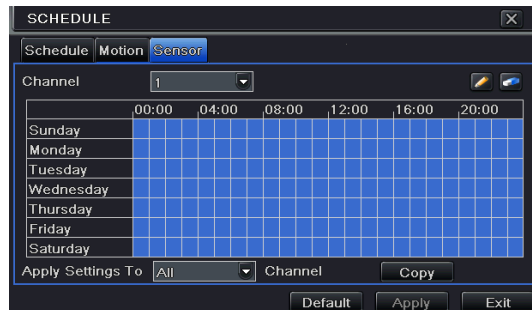 SCHEDULE
Schedule Motion Sensor
Channel 1
00:00 04:00 08:00 12:00 16:00 20:00
Sunday
Monday
Tuesday
Wednesday
Thursday
Friday
Saturday
Apply Settings To All Channel Copy
Default Apply Exit